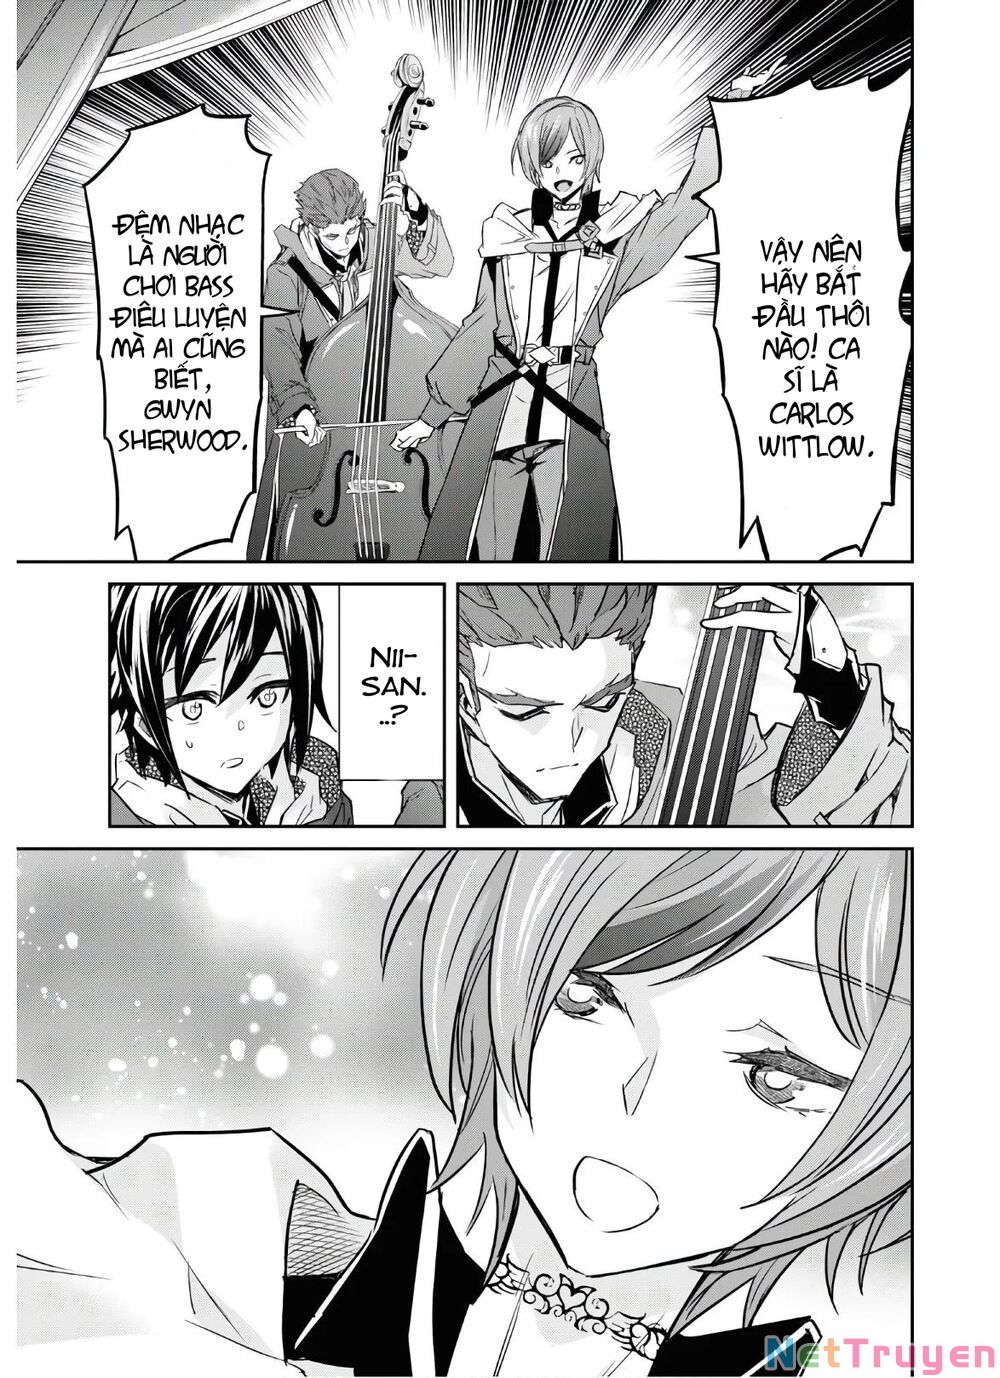 VẬY NÊN
HÃY BẮT
ĐẦU THÔI
NÀO! CA
SĨ LÀ
CARLOS
WITTLOW.
ĐỆM NHẠC
LÀ NGƯỜI
CHƠI BASS
ĐIÊU LUYỆN
MÀ AI CŨNG
BIẾT,
GWYN
SHERWOOD.
NII-
SAN.
..?
NetTruyen